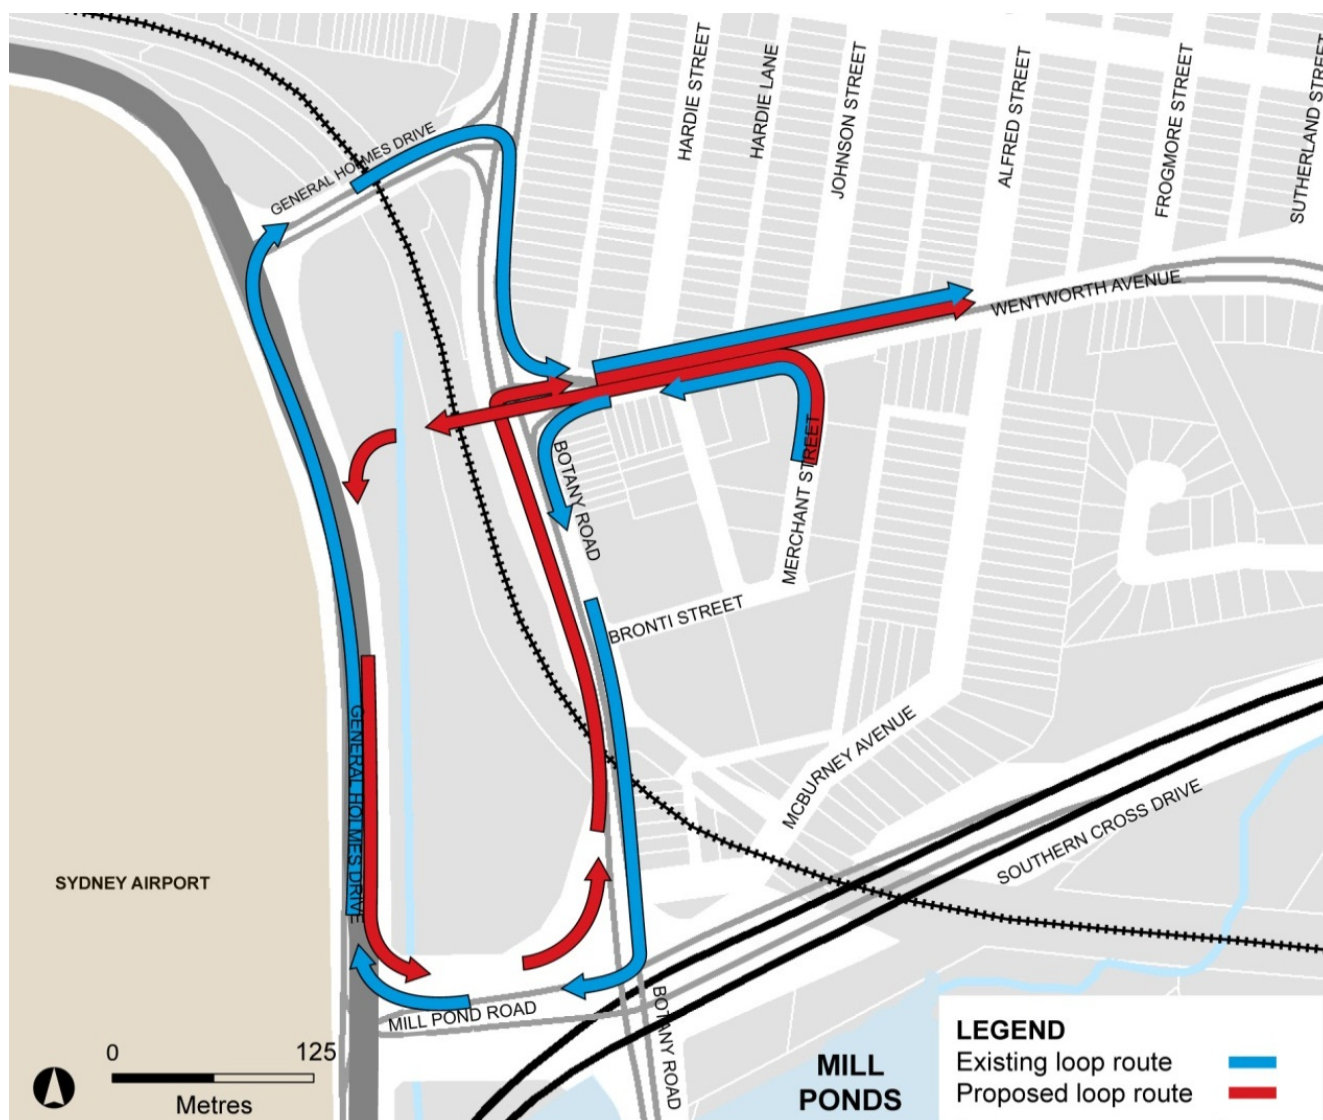 HARDIE STREET
HARDIE LANE
JOHNSON STREET
ALFRED STREET
FROGMORE STREET
SUTHERLAND STREET
GENERAL HOLMES DRIVE
WENTWORTH AVENUE
BOTANY ROAD
MERCHANT STREET
BRONTI STREET
GENERAL HOLMES DRIVE
MCBURNEY AVENUE
SOUTHERN CROSS DRIVE
SYDNEY AIRPORT
MILL POND ROAD
BOTANY ROAD
0 125
Metres
MILL
PONDS
LEGEND
Existing loop route
Proposed loop route